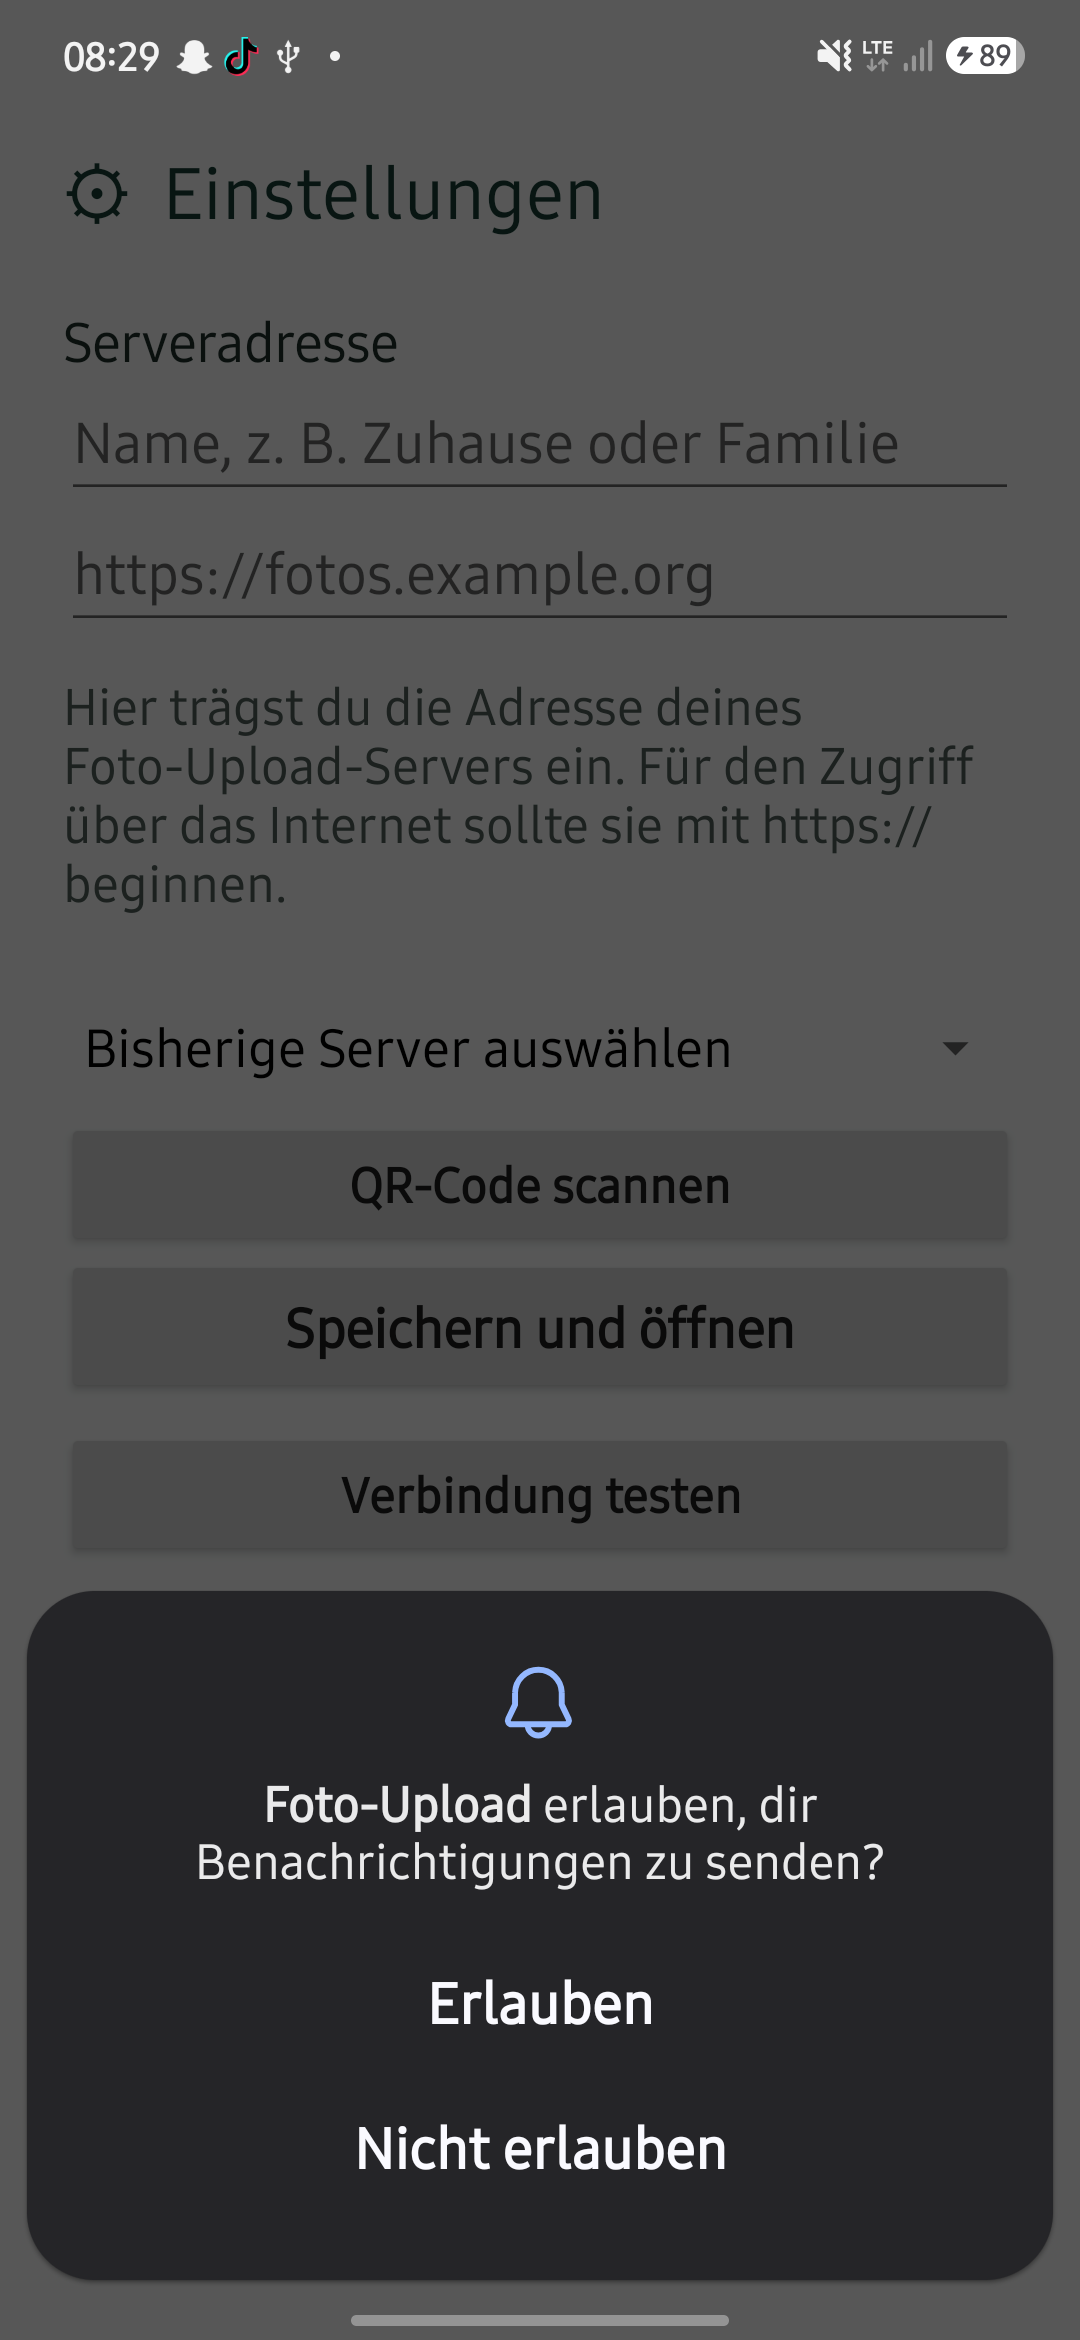 08:29
LTE
89
Einstellungen
Serveradresse
Name, z. B. Zuhause oder Familie
https://fotos.example.org
Hier trägst du die Adresse deines
Foto-Upload-Servers ein. Für den Zugriff
über das Internet sollte sie mit https://
beginnen.
Bisherige Server auswählen
QR-Code scannen
Speichern und öffnen
Verbindung testen
Foto-Upload erlauben, dir
Benachrichtigungen zu senden?
Erlauben
Nicht erlauben